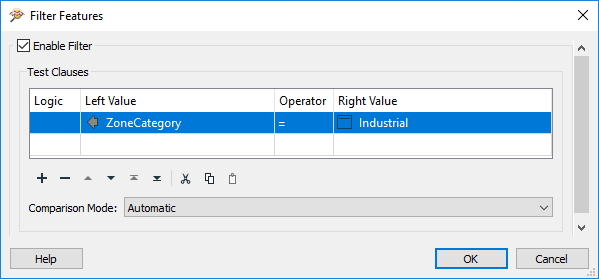 Filter Features
Enable Filter
Test Clauses
Logic Left Value Operator Right Value
ZoneCategory = Industrial
Comparison Mode: Automatic
Help OK Cancel